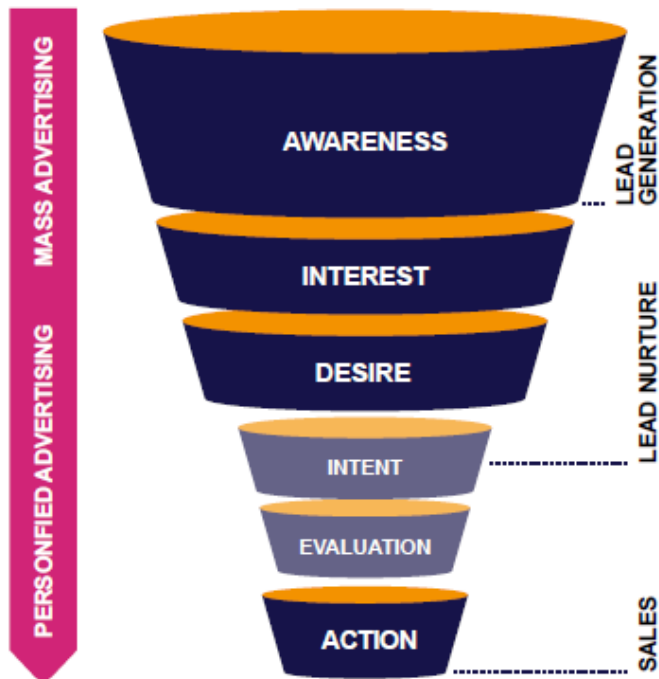 MASS ADVERTISING
PERSONFIED ADVERTISING
AWARENESS
INTEREST
DESIRE
INTENT
EVALUATION
ACTION
LEAD
GENERATION
LEAD NURTURE
SALES